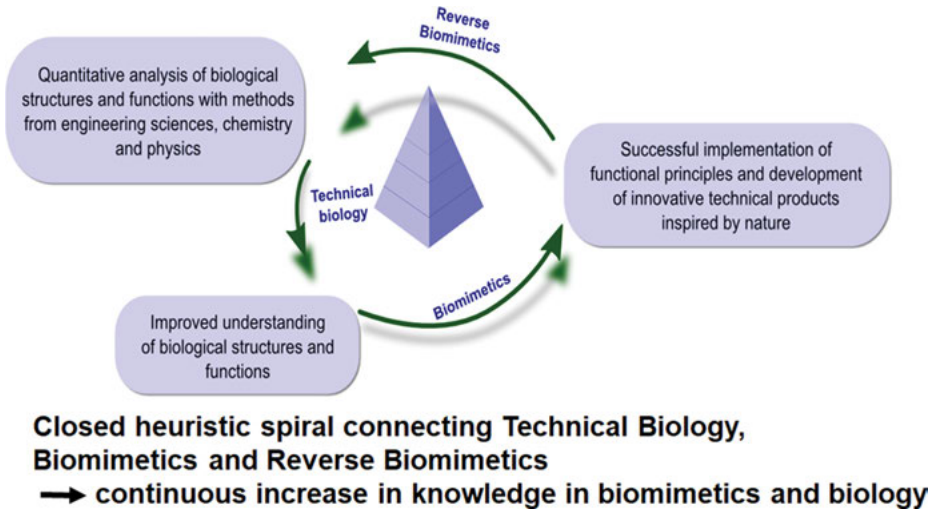 Reverse
Biomimetics
Quantitative analysis of biological
structures and functions with methods
from engineering sciences, chemistry
and physics
Successful implementation of
functional principles and development
of innovative technical products
inspired by nature
Technical
biology
Biomimetics
Improved understanding
of biological structures and
functions
Closed heuristic spiral connecting Technical Biology,
Biomimetics and Reverse Biomimetics
→ continuous increase in knowledge in biomimetics and biology